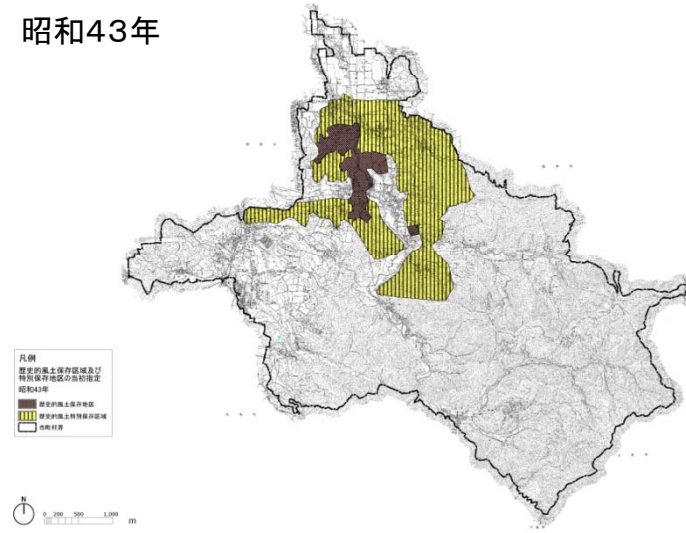 昭和43年
凡例
歴史的風土保存区域及び
特別保存地区の当初指定
昭和43年
歴史的風土保存地区
歴史的風土特別保存区域
市町村界
N
0 200 500 1,000
m